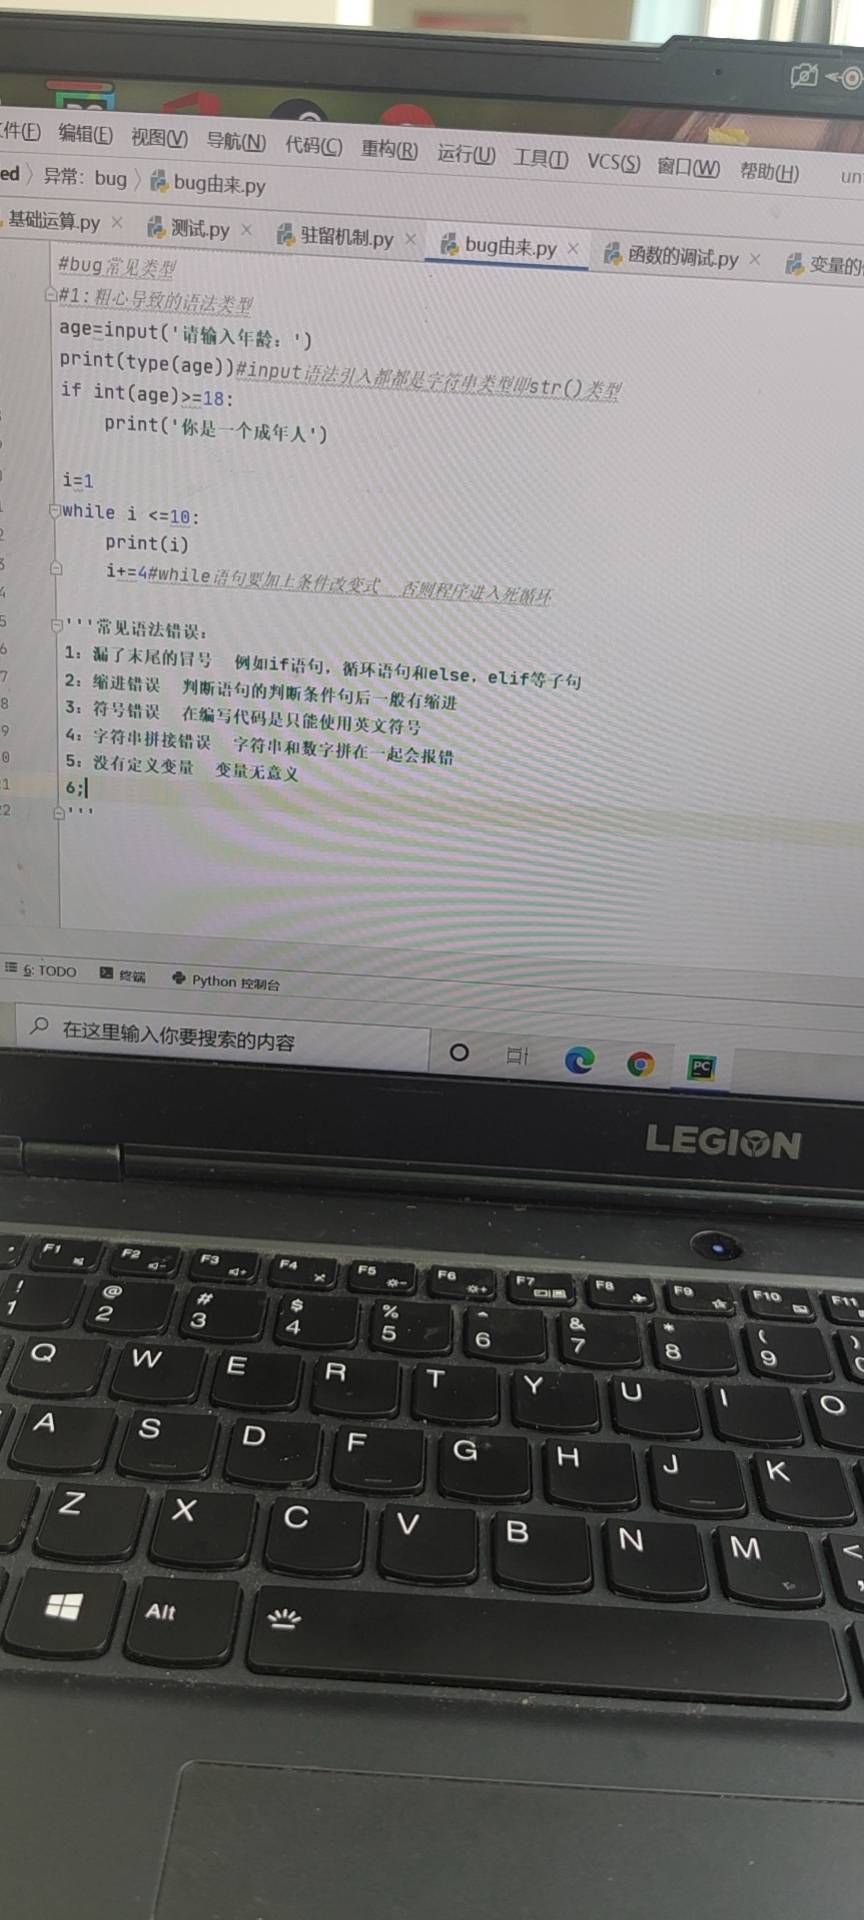 件(F) 编辑(E) 视图(V) 导航(N) 代码(C) 重构(R) 运行(U) 工具(T) VCS(S) 窗口(W) 帮助(H)
ed 异常：bug bug由来.py
基础运算.py 测试.py 驻留机制.py bug由来.py 函数的调试.py 变量的
#bug常见类型
#1:粗心导致的语法类型
age=input('请输入年龄：')
print(type(age))#input语法引入都都是字符串类型即str()类型
if int(age)>=18:
print('你是一个成年人')
i=1
while i <=10:
print(i)
i+=4#while语句要加上条件改变式 否则程序进入死循环
'''常见语法错误：
1：漏了末尾的冒号 例如if语句，循环语句和else，elif等子句
2：缩进错误 判断语句的判断条件句后一般有缩进
3：符号错误 在编写代码是只能使用英文符号
4：字符串拼接错误 字符串和数字拼在一起会报错
5：没有定义变量 变量无意义
6;
'''
6: TODO 终端 Python 控制台
在这里输入你要搜索的内容
PC
LEGION
F1 F2 F3 F4 F5 F6 F7 F8 F9 F10 F11
! @ # $ % ^ & * ( )
1 2 3 4 5 6 7 8 9
Q W E R T Y U I O
A S D F G H J K
Z X C V B N M <
Alt